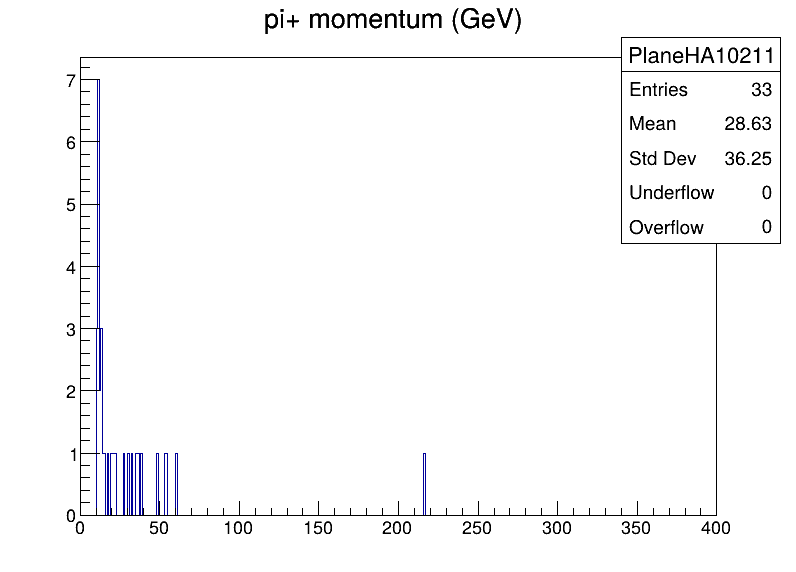 pi+ momentum (GeV)
PlaneHA10211
Entries 33
Mean 28.63
Std Dev 36.25
Underflow 0
Overflow 0
7
6
5
4
3
2
1
0
0 50 100 150 200 250 300 350 400